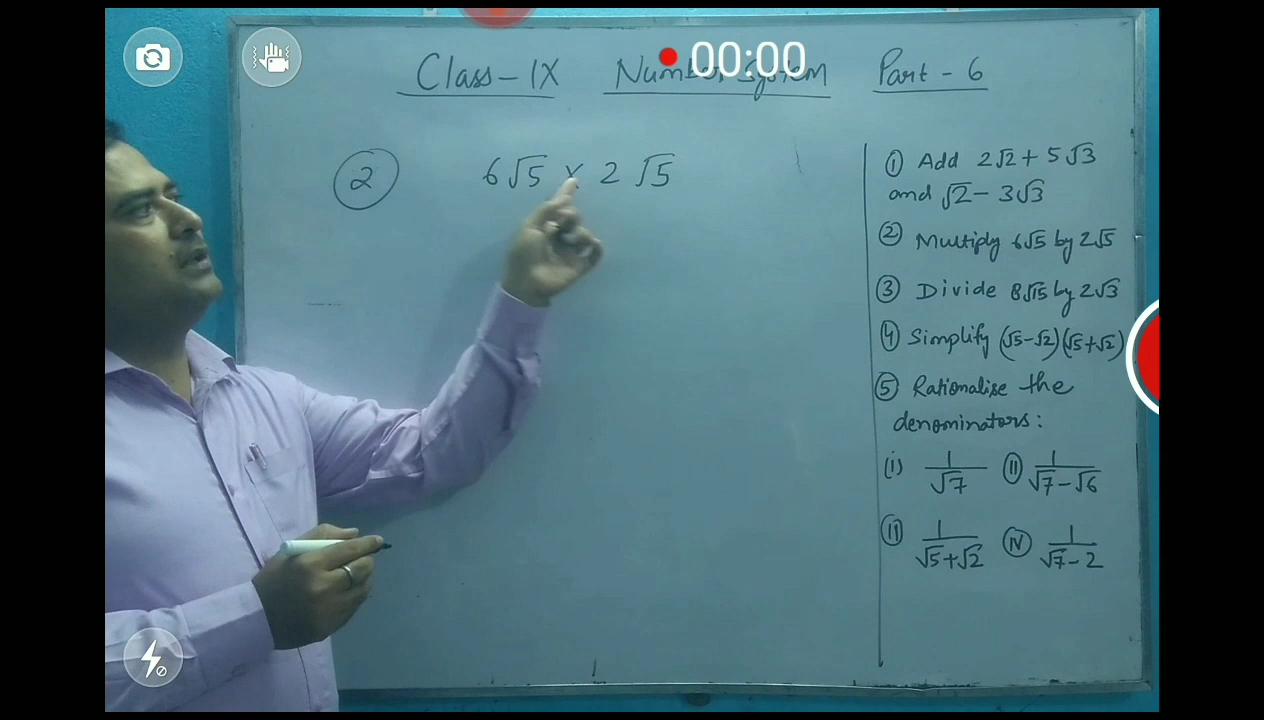 Class-IX Number System Part-6
00:00
② 6√5 × 2√5
① Add 2√2 + 5√3
and √2 - 3√3
② Multiply 6√5 by 2√5
③ Divide 8√15 by 2√3
④ Simplify (√5-√2)(√5+√2)
⑤ Rationalise the
denominators:
(i) 1/√7 (ii) 1/√7-√6
(iii) 1/√5+√2 (iv) 1/√7-2